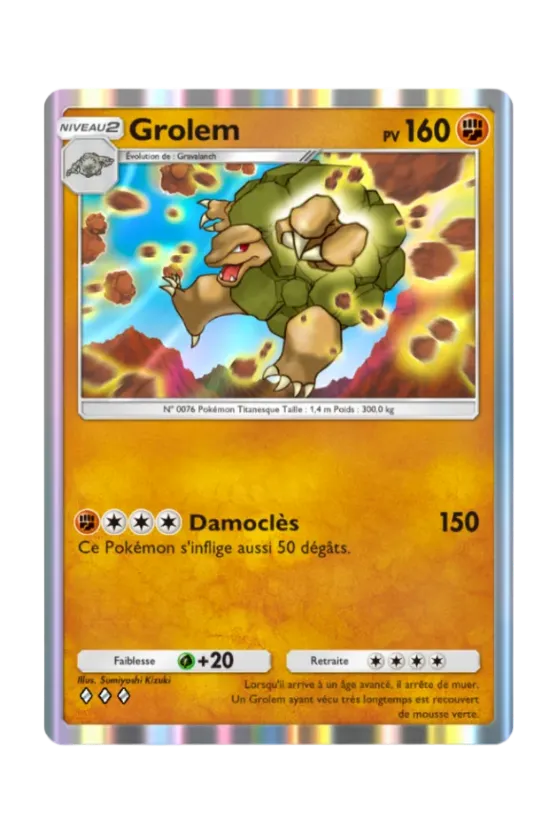 NIVEAU2 Grolem PV 160
Évolution de : Gravalanch
N° 0076 Pokémon Titanesque Taille : 1,4 m Poids : 300,0 kg
Damoclès 150
Ce Pokémon s'inflige aussi 50 dégâts.
Faiblesse +20 Retraite
Illus. Sumiyoshi Kizuki
Lorsqu'il arrive à un âge avancé, il arrête de muer.
Un Grolem ayant vécu très longtemps est recouvert
de mousse verte.